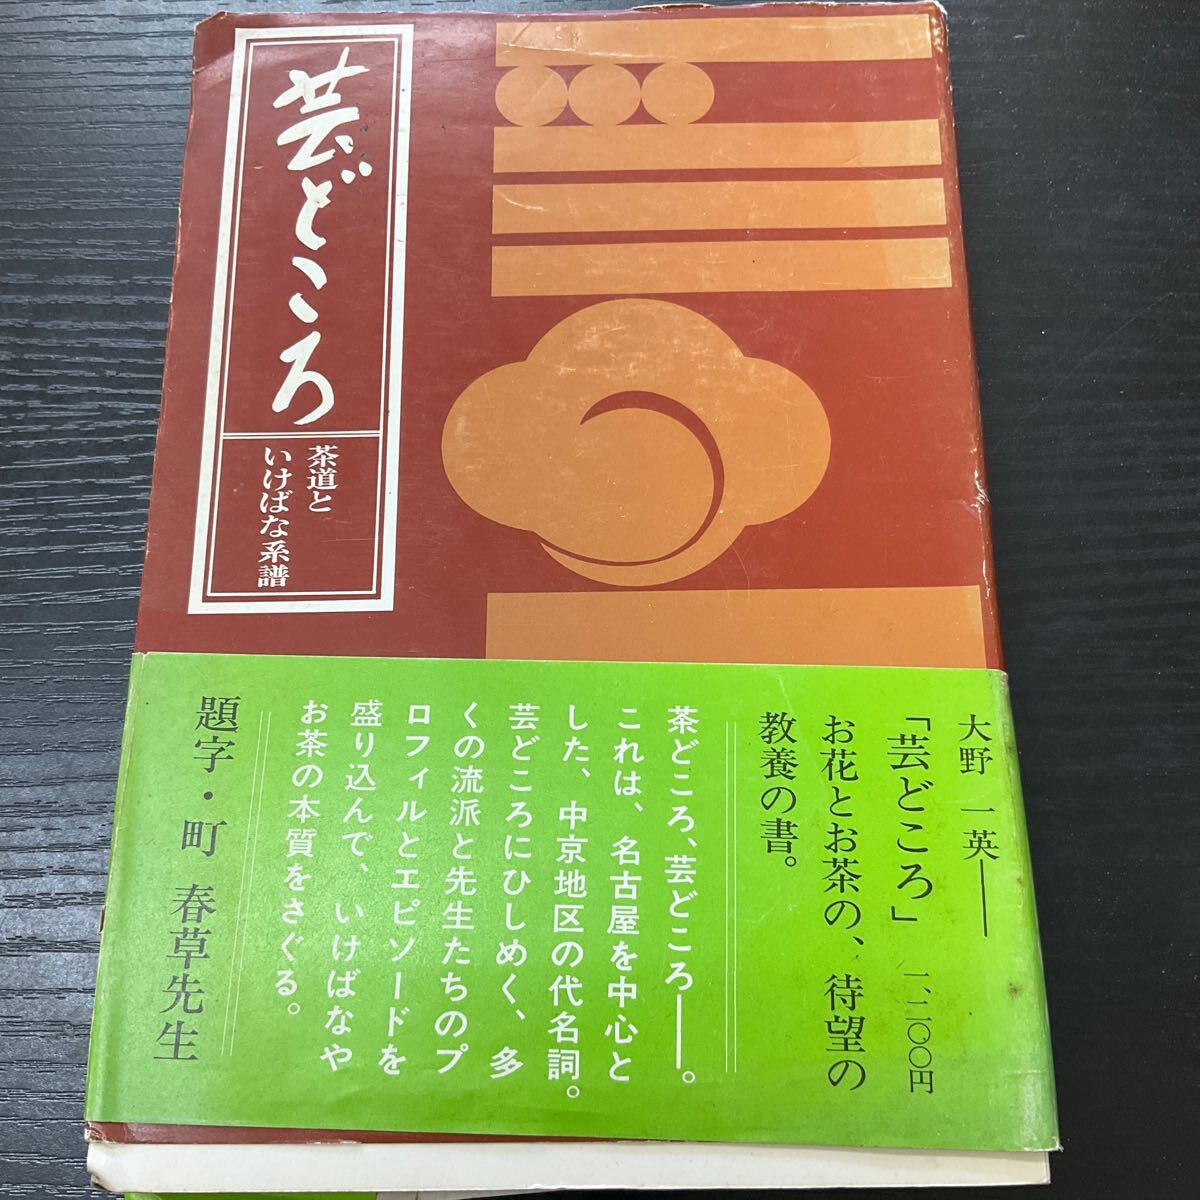 芸どころ
茶道と
いけばな系譜
大野 一英――
「芸どころ」 一、二〇〇円
お花とお茶の、待望の
教養の書。
茶どころ、芸どころ――。
これは、名古屋を中心と
した、中京地区の代名詞。
芸どころにひしめく、多
くの流派と先生たちのプ
ロフィルとエピソードを
盛り込んで、いけばなや
お茶の本質をさぐる。
題字・町 春草先生